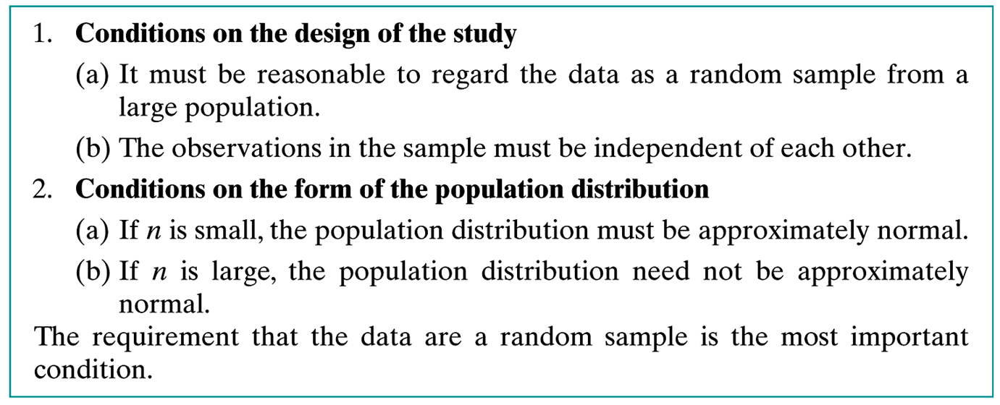 1. Conditions on the design of the study
(a) It must be reasonable to regard the data as a random sample from a
large population.
(b) The observations in the sample must be independent of each other.
2. Conditions on the form of the population distribution
(a) If n is small, the population distribution must be approximately normal.
(b) If n is large, the population distribution need not be approximately
normal.
The requirement that the data are a random sample is the most important
condition.